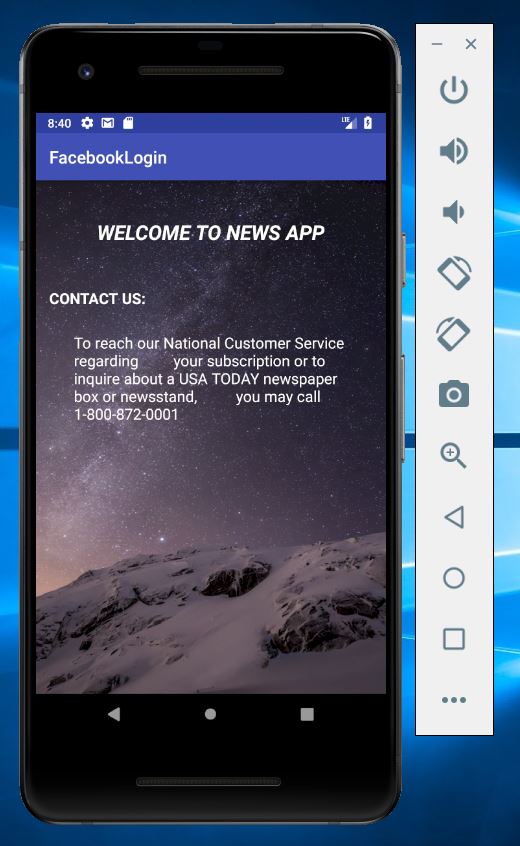 8:40
LTE
FacebookLogin
WELCOME TO NEWS APP
CONTACT US:
To reach our National Customer Service
regarding your subscription or to
inquire about a USA TODAY newspaper
box or newsstand, you may call
1-800-872-0001